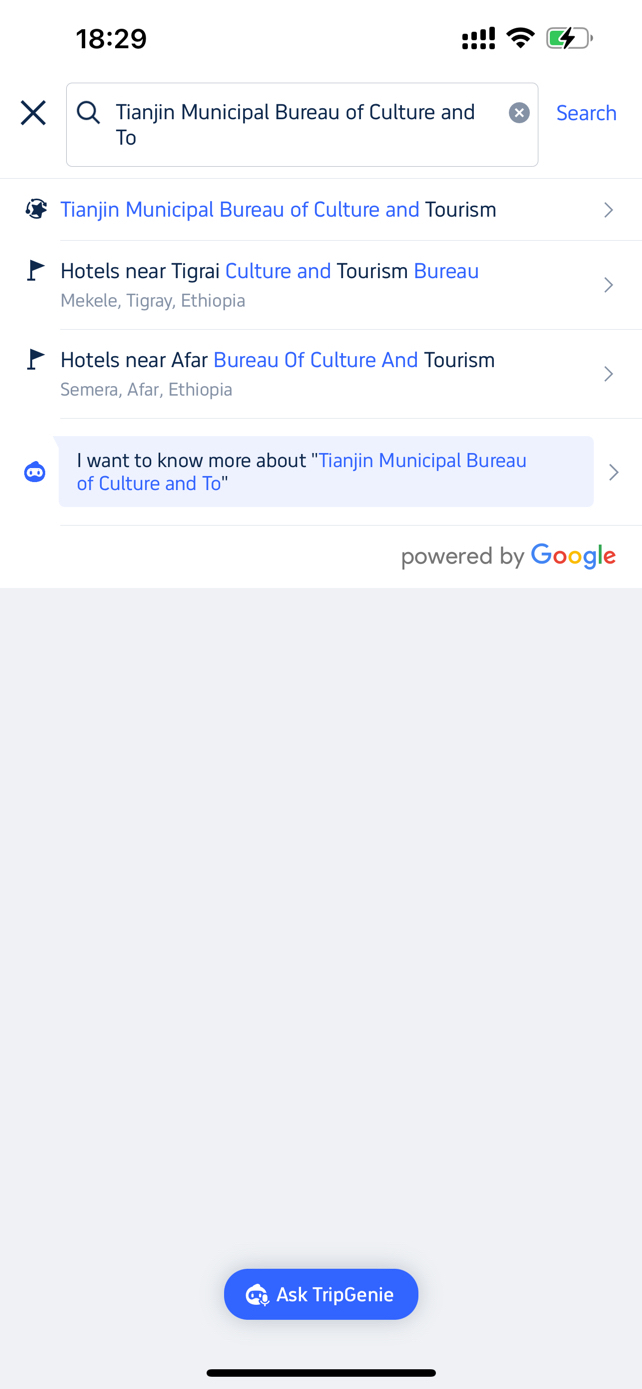 18:29
Tianjin Municipal Bureau of Culture and
To
Search
Tianjin Municipal Bureau of Culture and Tourism
Hotels near Tigrai Culture and Tourism Bureau
Mekele, Tigray, Ethiopia
Hotels near Afar Bureau Of Culture And Tourism
Semera, Afar, Ethiopia
I want to know more about "Tianjin Municipal Bureau
of Culture and To"
powered by Google
Ask TripGenie